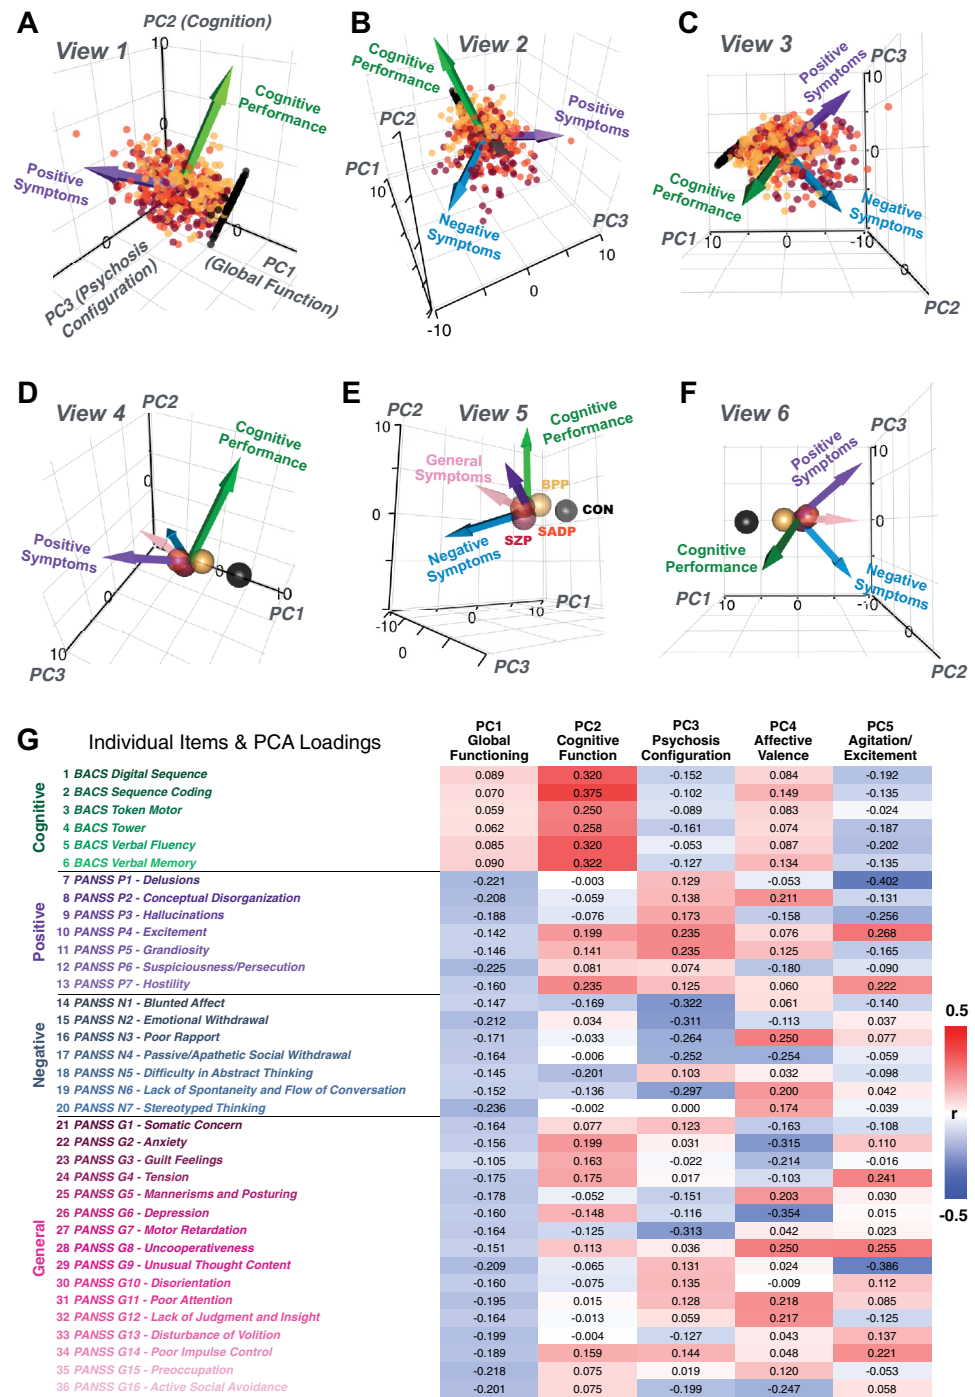 A
View 1
PC2 (Cognition)
10
Cognitive
Performance
0
Positive
Symptoms
0
0
PC1
(Global Function)
PC3 (Psychosis
Configuration)
B
View 2
Cognitive
Performance
PC2
Positive
Symptoms
PC1
10
Negative
Symptoms
PC3
10
0
-10
C
View 3
PC3
10
Positive
Symptoms
0
Cognitive
Performance
Negative
Symptoms
PC1
10
0
-10
0
PC2
D
View 4
PC2
Cognitive
Performance
0
Positive
Symptoms
0
0
10
PC1
10
PC3
E
View 5
PC2
10
Cognitive
Performance
General
Symptoms
BPP
CON
0
SADP
SZP
Negative
Symptoms
PC1
10
0
-10
0
PC3
F
View 6
PC3
10
Positive
Symptoms
0
Cognitive
Performance
Negative
Symptoms
PC1
10
0
-10
0
PC2
G
Individual Items & PCA Loadings
PC1 Global Functioning
PC2 Cognitive Function
PC3 Psychosis Configuration
PC4 Affective Valence
PC5 Agitation/ Excitement
Cognitive
1 BACS Digital Sequence 0.089 0.320 -0.152 0.084 -0.192
2 BACS Sequence Coding 0.070 0.375 -0.102 0.149 -0.135
3 BACS Token Motor 0.059 0.250 -0.089 0.083 -0.024
4 BACS Tower 0.062 0.258 -0.161 0.074 -0.187
5 BACS Verbal Fluency 0.085 0.320 -0.053 0.087 -0.202
6 BACS Verbal Memory 0.090 0.322 -0.127 0.134 -0.135
Positive
7 PANSS P1 - Delusions -0.221 -0.003 0.129 -0.053 -0.402
8 PANSS P2 - Conceptual Disorganization -0.208 -0.059 0.138 0.211 -0.131
9 PANSS P3 - Hallucinations -0.188 -0.076 0.173 -0.158 -0.256
10 PANSS P4 - Excitement -0.142 0.199 0.235 0.076 0.268
11 PANSS P5 - Grandiosity -0.146 0.141 0.235 0.125 -0.165
12 PANSS P6 - Suspiciousness/Persecution -0.225 0.081 0.074 -0.180 -0.090
13 PANSS P7 - Hostility -0.160 0.235 0.125 0.060 0.222
Negative
14 PANSS N1 - Blunted Affect -0.147 -0.169 -0.322 0.061 -0.140
15 PANSS N2 - Emotional Withdrawal -0.212 0.034 -0.311 -0.113 0.037
16 PANSS N3 - Poor Rapport -0.171 -0.033 -0.264 0.250 0.077
17 PANSS N4 - Passive/Apathetic Social Withdrawal -0.164 -0.006 -0.252 -0.254 -0.059
18 PANSS N5 - Difficulty in Abstract Thinking -0.145 -0.201 0.103 0.032 -0.098
19 PANSS N6 - Lack of Spontaneity and Flow of Conversation -0.152 -0.136 -0.297 0.200 0.042
20 PANSS N7 - Stereotyped Thinking -0.236 -0.002 0.000 0.174 -0.039
General
21 PANSS G1 - Somatic Concern -0.164 0.077 0.123 -0.163 -0.108
22 PANSS G2 - Anxiety -0.156 0.199 0.031 -0.315 0.110
23 PANSS G3 - Guilt Feelings -0.105 0.163 -0.022 -0.214 -0.016
24 PANSS G4 - Tension -0.175 0.175 0.017 -0.103 0.241
25 PANSS G5 - Mannerisms and Posturing -0.178 -0.052 -0.151 0.203 0.030
26 PANSS G6 - Depression -0.160 -0.148 -0.116 -0.354 0.015
27 PANSS G7 - Motor Retardation -0.164 -0.125 -0.313 0.042 0.023
28 PANSS G8 - Uncooperativeness -0.151 0.113 0.036 0.250 0.255
29 PANSS G9 - Unusual Thought Content -0.209 -0.065 0.131 0.024 -0.386
30 PANSS G10 - Disorientation -0.160 -0.075 0.135 -0.009 0.112
31 PANSS G11 - Poor Attention -0.195 0.015 0.128 0.218 0.085
32 PANSS G12 - Lack of Judgment and Insight -0.164 -0.013 0.059 0.217 -0.125
33 PANSS G13 - Disturbance of Volition -0.199 -0.004 -0.127 0.043 0.137
34 PANSS G14 - Poor Impulse Control -0.189 0.159 0.144 0.048 0.221
35 PANSS G15 - Preoccupation -0.218 0.075 0.019 0.120 -0.053
36 PANSS G16 - Active Social Avoidance -0.201 0.075 -0.199 -0.247 0.058
0.5
r
-0.5